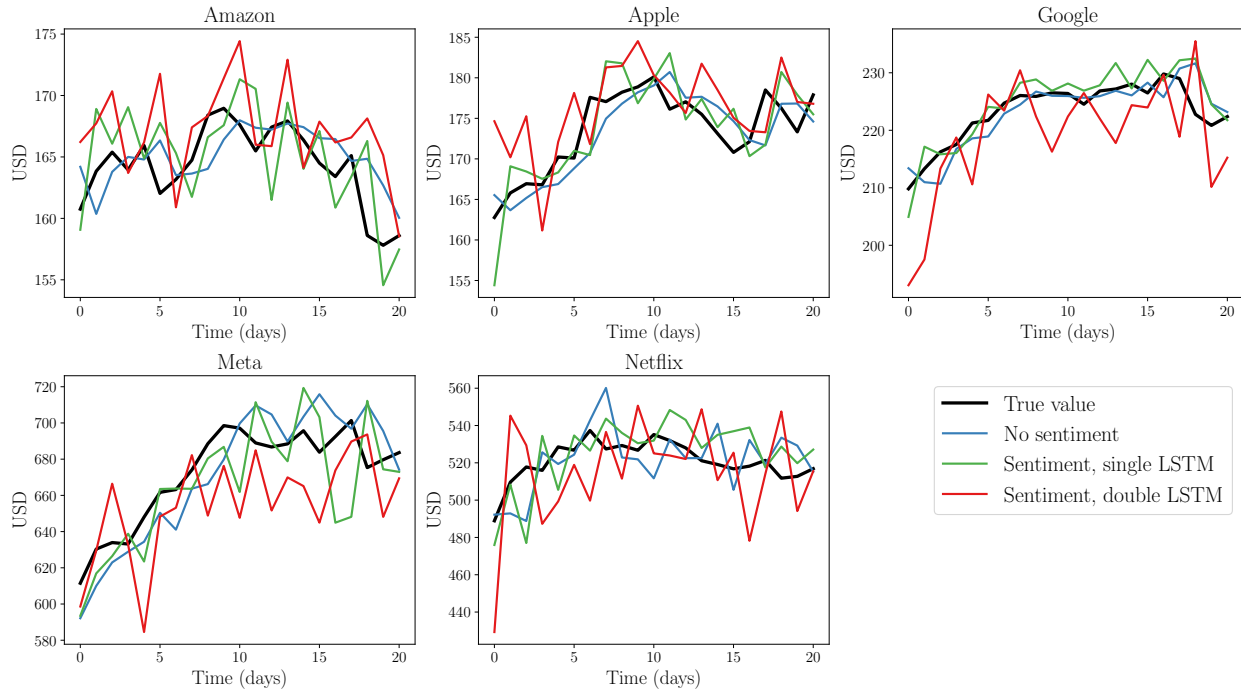 Amazon
USD
175
170
165
160
155
0
5
10
15
20
Time (days)
Apple
USD
185
180
175
170
165
160
155
0
5
10
15
20
Time (days)
Google
USD
230
220
210
200
0
5
10
15
20
Time (days)
Meta
USD
720
700
680
660
640
620
600
580
0
5
10
15
20
Time (days)
Netflix
USD
560
540
520
500
480
460
440
0
5
10
15
20
Time (days)
True value
No sentiment
Sentiment, single LSTM
Sentiment, double LSTM